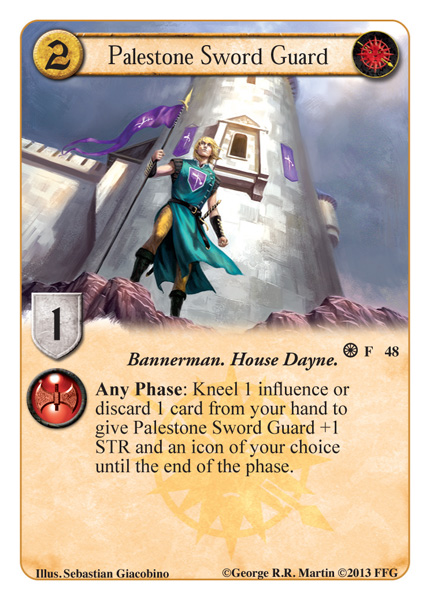 2
Palestone Sword Guard
1
Bannerman. House Dayne.
F 48
Any Phase: Kneel 1 influence or
discard 1 card from your hand to
give Palestone Sword Guard +1
STR and an icon of your choice
until the end of the phase.
Illus. Sebastian Giacobino
©George R.R. Martin ©2013 FFG